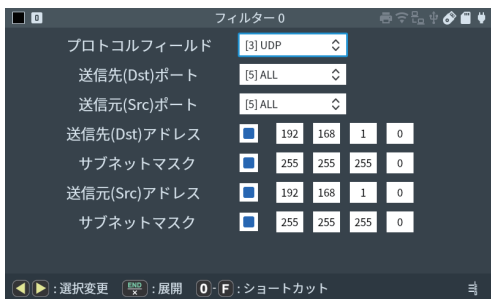 0 フィルター 0
プロトコルフィールド [3] UDP
送信先(Dst)ポート [5] ALL
送信元(Src)ポート [5] ALL
送信先(Dst)アドレス 192 168 1 0
サブネットマスク 255 255 255 0
送信元(Src)アドレス 192 168 1 0
サブネットマスク 255 255 255 0
:選択変更 END × :展開 0-F:ショートカット